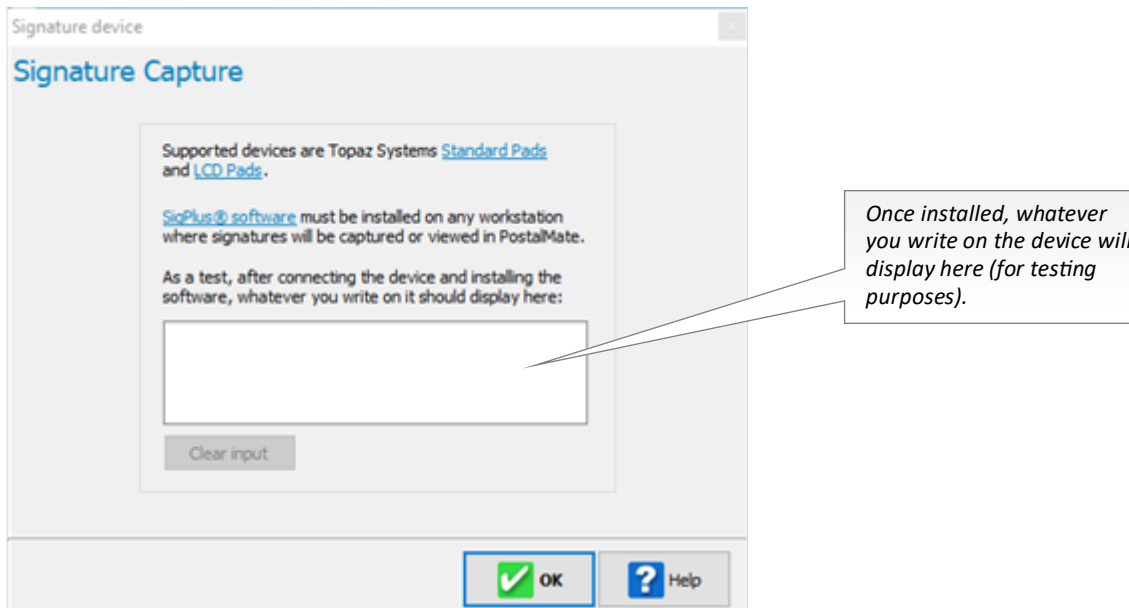 Signature device
x
Signature Capture
Supported devices are Topaz Systems Standard Pads
and LCD Pads.
SigPlus® software must be installed on any workstation
where signatures will be captured or viewed in PostalMate.
As a test, after connecting the device and installing the
software, whatever you write on it should display here:
Clear input
OK
? Help
Once installed, whatever
you write on the device will
display here (for testing
purposes).